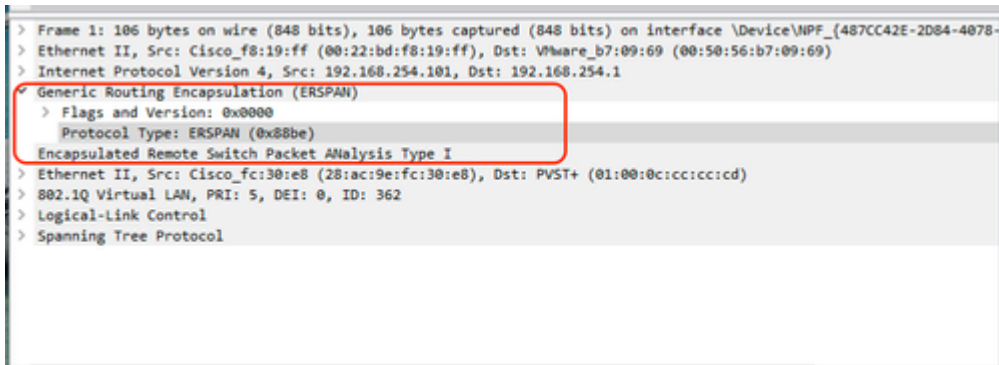 > Frame 1: 106 bytes on wire (848 bits), 106 bytes captured (848 bits) on interface \Device\NPF_{487CC42E-2D84-4078-
> Ethernet II, Src: Cisco_f8:19:ff (00:22:bd:f8:19:ff), Dst: VMware_b7:09:69 (00:50:56:b7:09:69)
> Internet Protocol Version 4, Src: 192.168.254.101, Dst: 192.168.254.1
Generic Routing Encapsulation (ERSPAN)
> Flags and Version: 0x0000
Protocol Type: ERSPAN (0x88be)
Encapsulated Remote Switch Packet ANalysis Type I
> Ethernet II, Src: Cisco_fc:30:e8 (28:ac:9e:fc:30:e8), Dst: PVST+ (01:00:0c:cc:cc:cd)
> 802.1Q Virtual LAN, PRI: 5, DEI: 0, ID: 362
> Logical-Link Control
> Spanning Tree Protocol